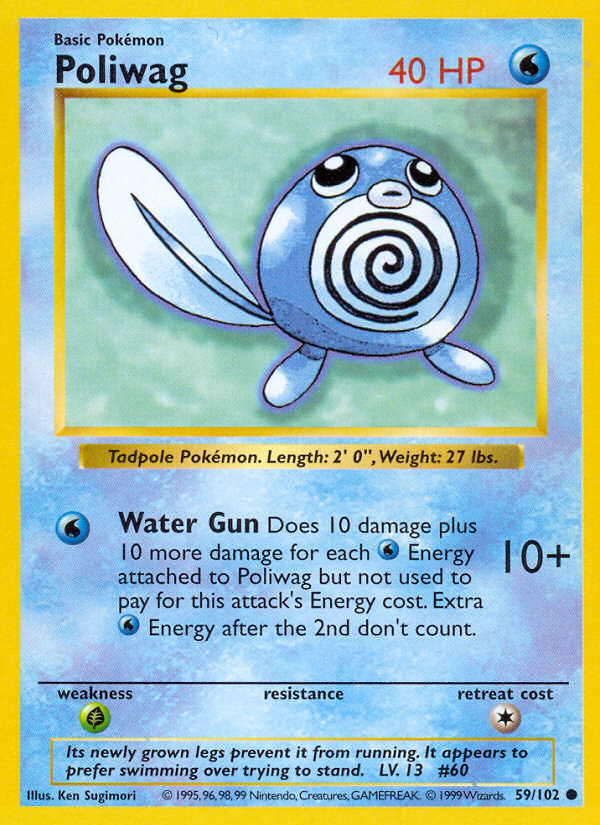 Basic Pokémon
Poliwag
40 HP
Tadpole Pokémon. Length: 2' 0", Weight: 27 lbs.
Water Gun Does 10 damage plus
10 more damage for each Energy
attached to Poliwag but not used to
pay for this attack's Energy cost. Extra
Energy after the 2nd don't count.
10+
weakness resistance retreat cost
Its newly grown legs prevent it from running. It appears to
prefer swimming over trying to stand. LV. 13 #60
Illus. Ken Sugimori © 1995, 96, 98, 99 Nintendo, Creatures, GAMEFREAK. © 1999 Wizards. 59/102